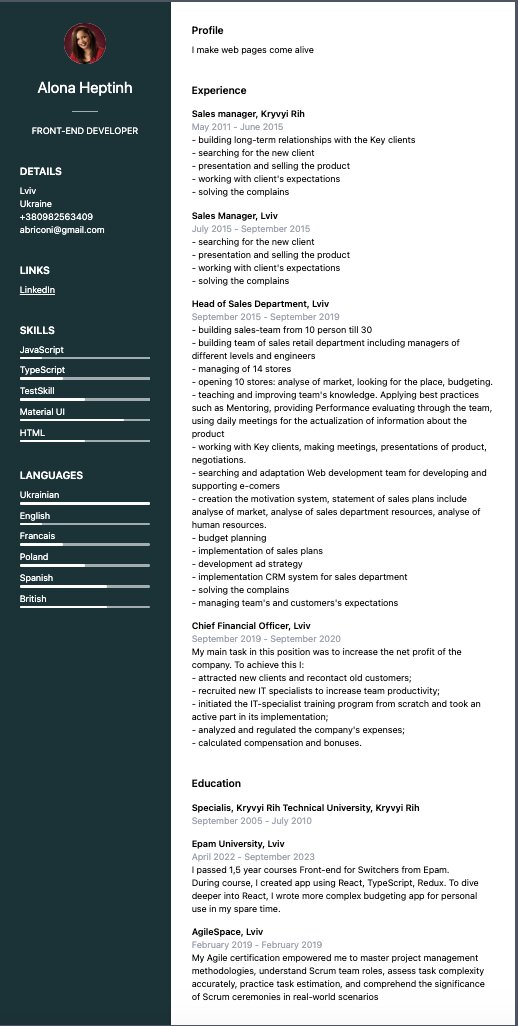 Alona Heptinh
FRONT-END DEVELOPER
DETAILS
Lviv
Ukraine
+380982563409
abriconi@gmail.com
LINKS
LinkedIn
SKILLS
JavaScript
TypeScript
TestSkill
Material UI
HTML
LANGUAGES
Ukrainian
English
Francais
Poland
Spanish
British
Profile
I make web pages come alive
Experience
Sales manager, Kryvyi Rih
May 2011 - June 2015
- building long-term relationships with the Key clients
- searching for the new client
- presentation and selling the product
- working with client's expectations
- solving the complains
Sales Manager, Lviv
July 2015 - September 2015
- searching for the new client
- presentation and selling the product
- working with client's expectations
- solving the complains
Head of Sales Department, Lviv
September 2015 - September 2019
- building sales-team from 10 person till 30
- building team of sales retail department including managers of
different levels and engineers
- managing of 14 stores
- opening 10 stores: analyse of market, looking for the place, budgeting.
- teaching and improving team's knowledge. Applying best practices
such as Mentoring, providing Performance evaluating through the team,
using daily meetings for the actualization of information about the
product
- working with Key clients, making meetings, presentations of product,
negotiations.
- searching and adaptation Web development team for developing and
supporting e-comers
- creation the motivation system, statement of sales plans include
analyse of market, analyse of sales department resources, analyse of
human resources.
- budget planning
- implementation of sales plans
- development ad strategy
- implementation CRM system for sales department
- solving the complains
- managing team's and customers's expectations
Chief Financial Officer, Lviv
September 2019 - September 2020
My main task in this position was to increase the net profit of the
company. To achieve this I:
- attracted new clients and recontact old customers;
- recruited new IT specialists to increase team productivity;
- initiated the IT-specialist training program from scratch and took an
active part in its implementation;
- analyzed and regulated the company's expenses;
- calculated compensation and bonuses.
Education
Specialis, Kryvyi Rih Technical University, Kryvyi Rih
September 2005 - July 2010
Epam University, Lviv
April 2022 - September 2023
I passed 1,5 year courses Front-end for Switchers from Epam.
During course, I created app using React, TypeScript, Redux. To dive
deeper into React, I wrote more complex budgeting app for personal
use in my spare time.
AgileSpace, Lviv
February 2019 - February 2019
My Agile certification empowered me to master project management
methodologies, understand Scrum team roles, assess task complexity
accurately, practice task estimation, and comprehend the significance
of Scrum ceremonies in real-world scenarios